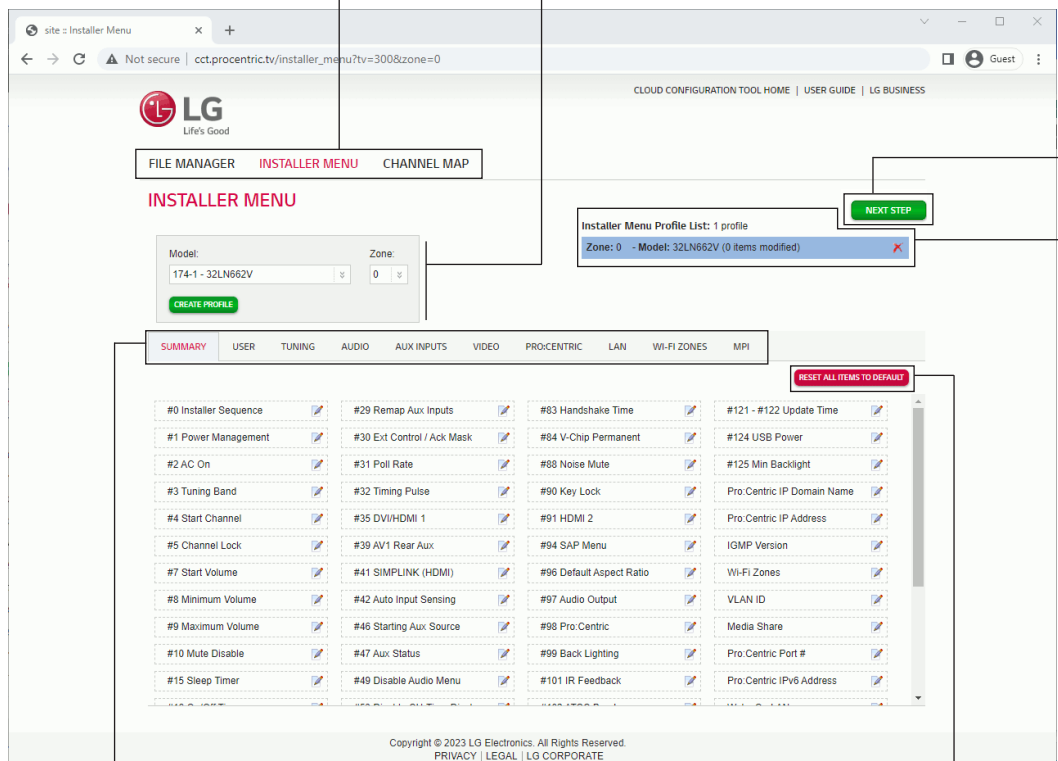 site :: Installer Menu
Not secure | cct.procentric.tv/installer_menu?tv=300&zone=0
Guest
CLOUD CONFIGURATION TOOL HOME | USER GUIDE | LG BUSINESS
LG
Life's Good
FILE MANAGER INSTALLER MENU CHANNEL MAP
INSTALLER MENU
NEXT STEP
Installer Menu Profile List: 1 profile
Zone: 0 - Model: 32LN662V (0 items modified)
Model: Zone:
174-1 - 32LN662V 0
CREATE PROFILE
SUMMARY USER TUNING AUDIO AUX INPUTS VIDEO PRO:CENTRIC LAN WI-FI ZONES MPI
RESET ALL ITEMS TO DEFAULT
#0 Installer Sequence #29 Remap Aux Inputs #83 Handshake Time #121 - #122 Update Time
#1 Power Management #30 Ext Control / Ack Mask #84 V-Chip Permanent #124 USB Power
#2 AC On #31 Poll Rate #88 Noise Mute #125 Min Backlight
#3 Tuning Band #32 Timing Pulse #90 Key Lock Pro:Centric IP Domain Name
#4 Start Channel #35 DVI/HDMI 1 #91 HDMI 2 Pro:Centric IP Address
#5 Channel Lock #39 AV1 Rear Aux #94 SAP Menu IGMP Version
#7 Start Volume #41 SIMPLINK (HDMI) #96 Default Aspect Ratio Wi-Fi Zones
#8 Minimum Volume #42 Auto Input Sensing #97 Audio Output VLAN ID
#9 Maximum Volume #46 Starting Aux Source #98 Pro:Centric Media Share
#10 Mute Disable #47 Aux Status #99 Back Lighting Pro:Centric Port #
#15 Sleep Timer #49 Disable Audio Menu #101 IR Feedback Pro:Centric IPv6 Address
Copyright © 2023 LG Electronics. All Rights Reserved.
PRIVACY | LEGAL | LG CORPORATE